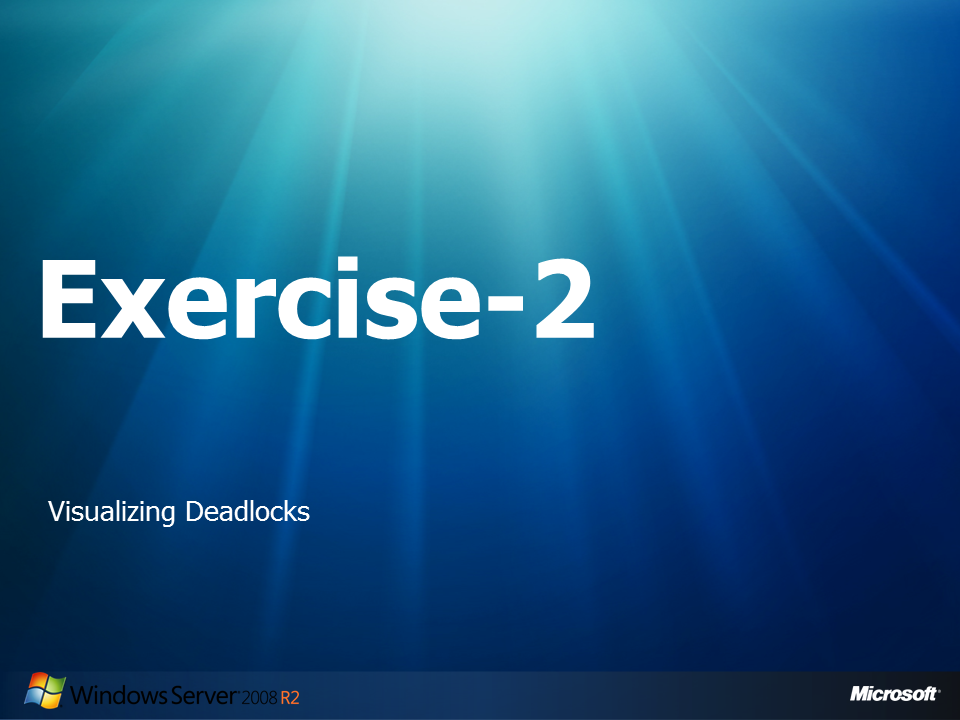 Exercise-2
Visualizing Deadlocks
Windows Server 2008 R2
Microsoft